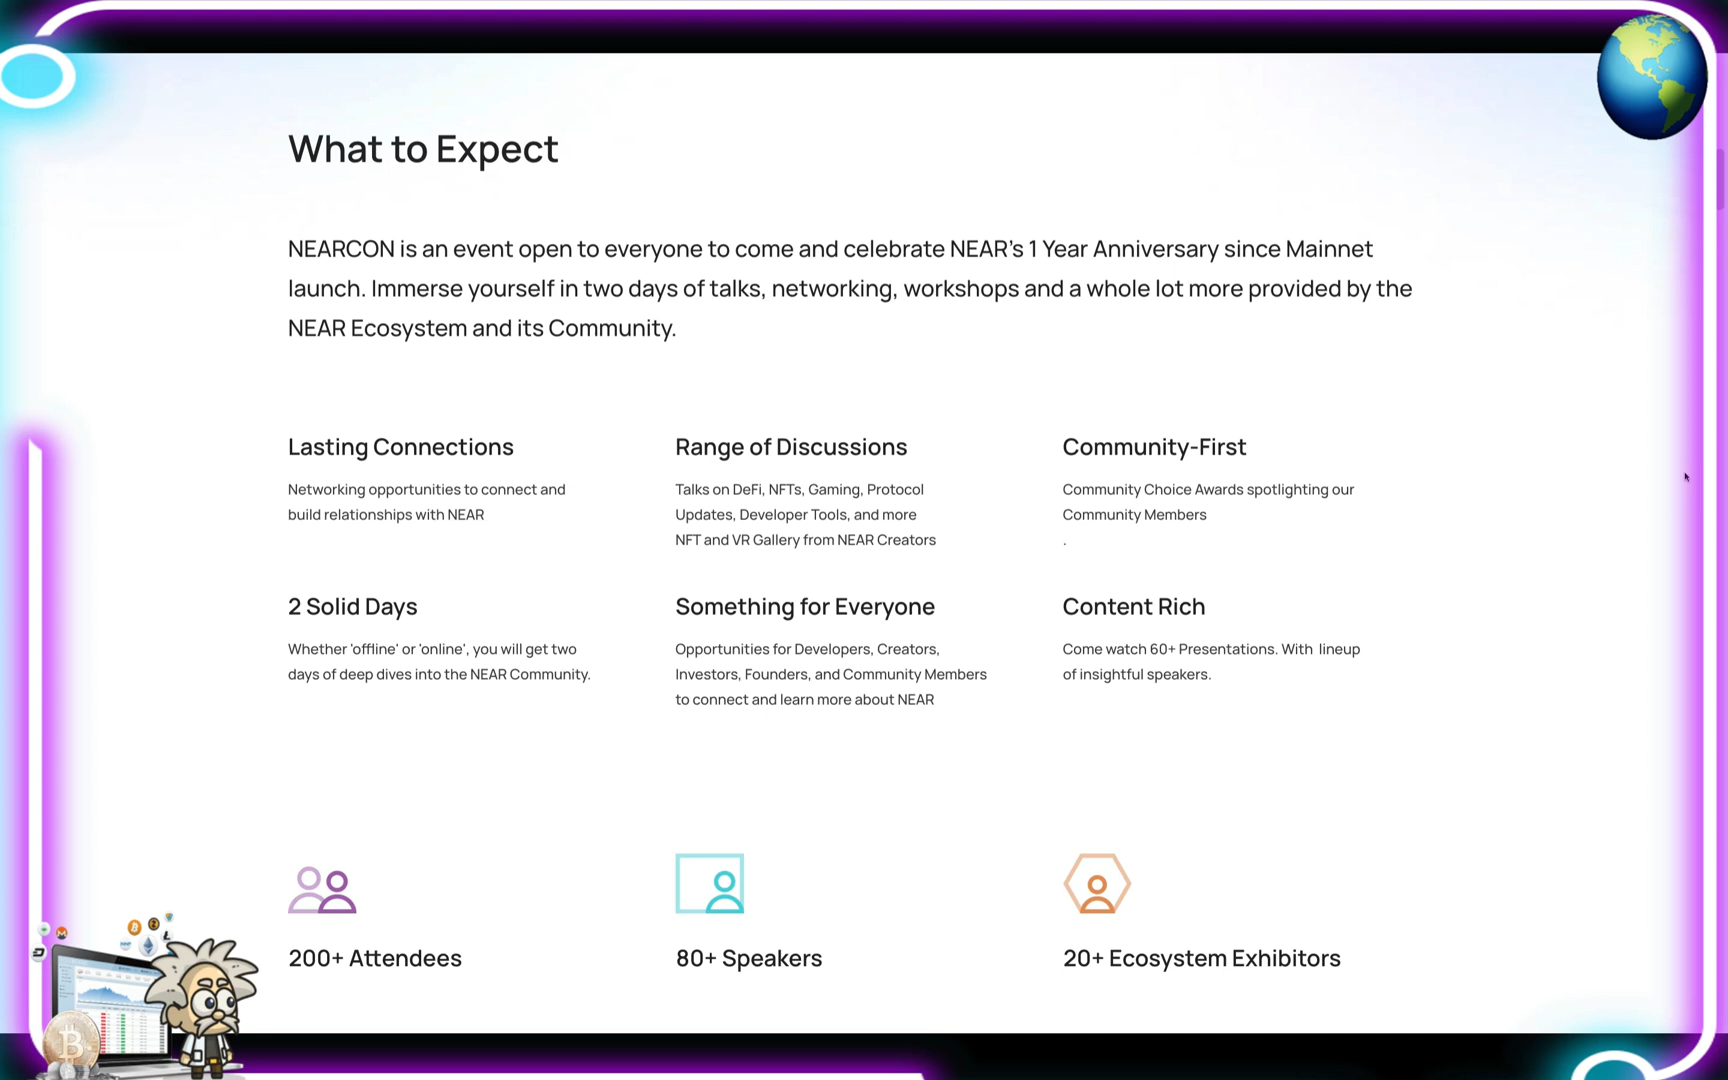 What to Expect
NEARCON is an event open to everyone to come and celebrate NEAR's 1 Year Anniversary since Mainnet
launch. Immerse yourself in two days of talks, networking, workshops and a whole lot more provided by the
NEAR Ecosystem and its Community.
Lasting Connections
Networking opportunities to connect and
build relationships with NEAR
Range of Discussions
Talks on DeFi, NFTs, Gaming, Protocol
Updates, Developer Tools, and more
NFT and VR Gallery from NEAR Creators
Community-First
Community Choice Awards spotlighting our
Community Members
.
2 Solid Days
Whether 'offline' or 'online', you will get two
days of deep dives into the NEAR Community.
Something for Everyone
Opportunities for Developers, Creators,
Investors, Founders, and Community Members
to connect and learn more about NEAR
Content Rich
Come watch 60+ Presentations. With  lineup
of insightful speakers.
200+ Attendees
80+ Speakers
20+ Ecosystem Exhibitors